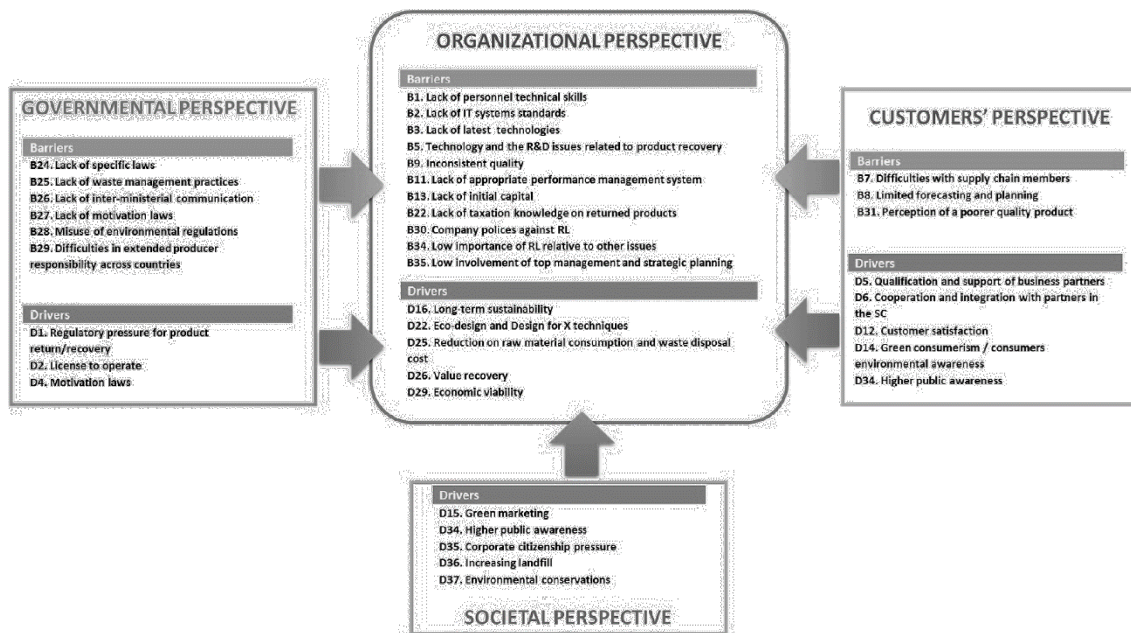 ORGANIZATIONAL PERSPECTIVE
Barriers
B1. Lack of personnel technical skills
B2. Lack of IT systems standards
B3. Lack of latest technologies
B5. Technology and the R&D issues related to product recovery
B9. Inconsistent quality
B11. Lack of appropriate performance management system
B13. Lack of initial capital
B22. Lack of taxation knowledge on returned products
B30. Company polices against RL
B34. Low importance of RL relative to other issues
B35. Low involvement of top management and strategic planning
Drivers
D16. Long-term sustainability
D22. Eco-design and Design for X techniques
D25. Reduction on raw material consumption and waste disposal
cost
D26. Value recovery
D29. Economic viability
GOVERNMENTAL PERSPECTIVE
Barriers
B24. Lack of specific laws
B25. Lack of waste management practices
B26. Lack of inter-ministerial communication
B27. Lack of motivation laws
B28. Misuse of environmental regulations
B29. Difficulties in extended producer
responsibility across countries
Drivers
D1. Regulatory pressure for product
return/recovery
D2. License to operate
D4. Motivation laws
CUSTOMERS' PERSPECTIVE
Barriers
B7. Difficulties with supply chain members
B8. Limited forecasting and planning
B31. Perception of a poorer quality product
Drivers
D5. Qualification and support of business partners
D6. Cooperation and integration with partners in
the SC
D12. Customer satisfaction
D14. Green consumerism / consumers
environmental awareness
D34. Higher public awareness
Drivers
D15. Green marketing
D34. Higher public awareness
D35. Corporate citizenship pressure
D36. Increasing landfill
D37. Environmental conservations
SOCIETAL PERSPECTIVE